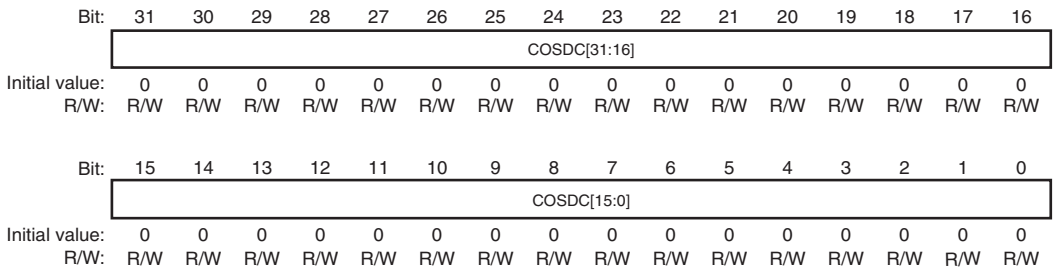 Bit: 31 30 29 28 27 26 25 24 23 22 21 20 19 18 17 16
COSDC[31:16]
Initial value: 0 0 0 0 0 0 0 0 0 0 0 0 0 0 0 0
R/W: R/W R/W R/W R/W R/W R/W R/W R/W R/W R/W R/W R/W R/W R/W R/W R/W
Bit: 15 14 13 12 11 10 9 8 7 6 5 4 3 2 1 0
COSDC[15:0]
Initial value: 0 0 0 0 0 0 0 0 0 0 0 0 0 0 0 0
R/W: R/W R/W R/W R/W R/W R/W R/W R/W R/W R/W R/W R/W R/W R/W R/W R/W